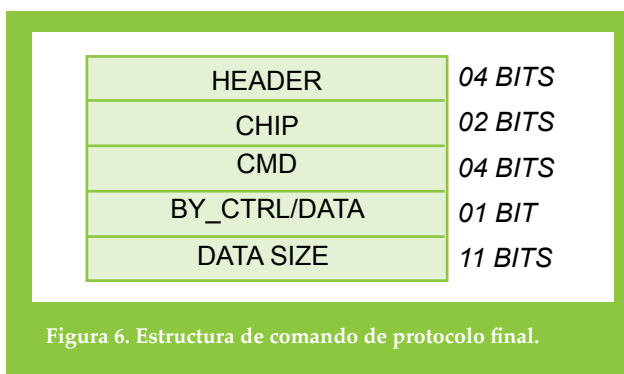 HEADER 04 BITS
CHIP 02 BITS
CMD 04 BITS
BY_CTRL/DATA 01 BIT
DATA SIZE 11 BITS
Figura 6. Estructura de comando de protocolo final.